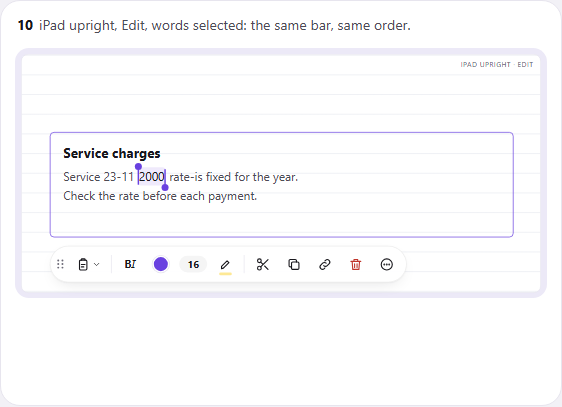 10 iPad upright, Edit, words selected: the same bar, same order.
IPAD UPRIGHT · EDIT
Service charges
Service 23-11 2000 rate-is fixed for the year.
Check the rate before each payment.
BI 16